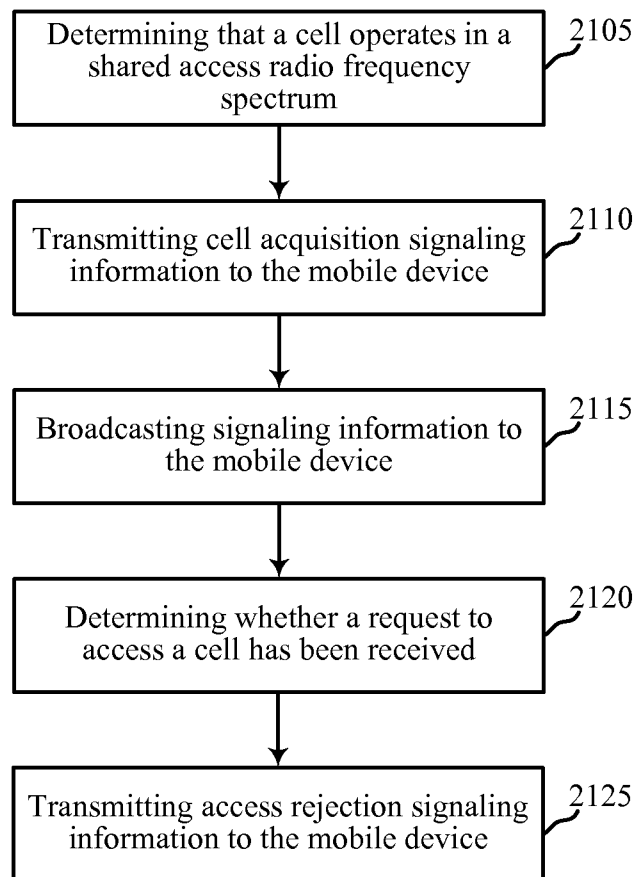 Determining that a cell operates in a
shared access radio frequency
spectrum
2105
Transmitting cell acquisition signaling
information to the mobile device
2110
Broadcasting signaling information to
the mobile device
2115
Determining whether a request to
access a cell has been received
2120
Transmitting access rejection signaling
information to the mobile device
2125